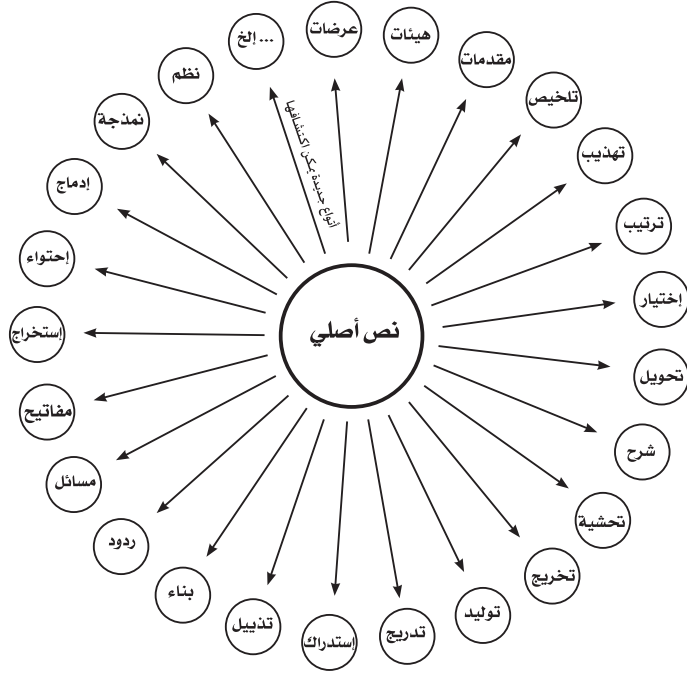 نص أصلي
عرضات
هيئات
مقدمات
تلخيص
تهذيب
ترتيب
إختيار
تحويل
شرح
تحشية
تخريج
توليد
تدريج
إستدراك
تذييل
بناء
ردود
مسائل
مفاتيح
إستخراج
إحتواء
إدماج
نمذجة
نظم
... إلخ
أنواع جديدة يمكن اكتشافها